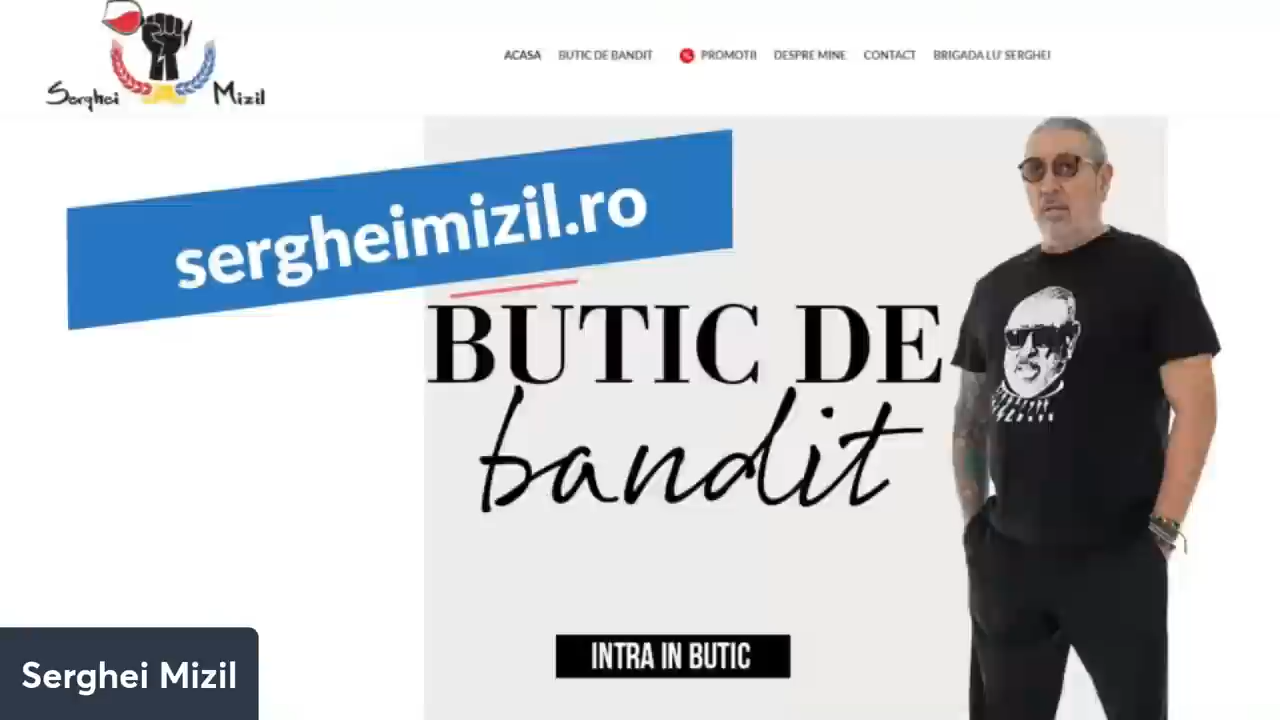 Serghei Mizil
ACASA BUTIC DE BANDIT % PROMOTII DESPRE MINE CONTACT BRIGADA LU' SERGHEI
sergheimizil.ro
BUTIC DE
bandit
INTRA IN BUTIC
Serghei Mizil